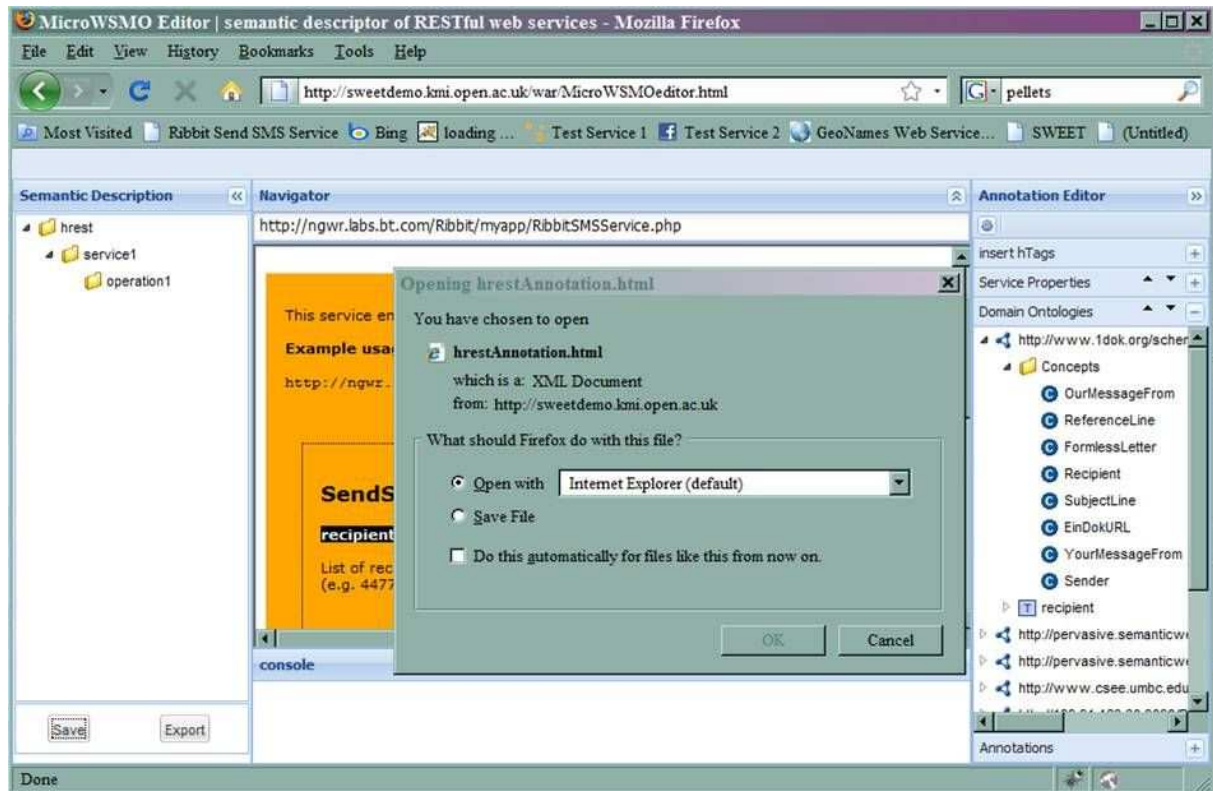 MicroWSMO Editor | semantic descriptor of RESTful web services - Mozilla Firefox
File Edit View History Bookmarks Tools Help
http://sweetdemo.kmi.open.ac.uk/war/MicroWSMOeditor.html
G pellets
Most Visited Ribbit Send SMS Service Bing loading ... Test Service 1 Test Service 2 GeoNames Web Service... SWEET (Untitled)
Semantic Description
hrest
service1
operation1
Save Export
Navigator
http://ngwr.labs.bt.com/Ribbit/myapp/RibbitSMSService.php
This service en
Example usa
http://ngwr.
SendS
recipient
List of rec
(e.g. 4477
console
Opening hrestAnnotation.html
You have chosen to open
hrestAnnotation.html
which is a: XML Document
from: http://sweetdemo.kmi.open.ac.uk
What should Firefox do with this file?
Open with Internet Explorer (default)
Save File
Do this automatically for files like this from now on.
OK Cancel
Annotation Editor
insert hTags
Service Properties
Domain Ontologies
http://www.1dok.org/scher
Concepts
C OurMessageFrom
C ReferenceLine
C FormlessLetter
C Recipient
C SubjectLine
C EinDokURL
C YourMessageFrom
C Sender
T recipient
http://pervasive.semanticw
http://pervasive.semanticw
http://www.csee.umbc.edu
Annotations
Done